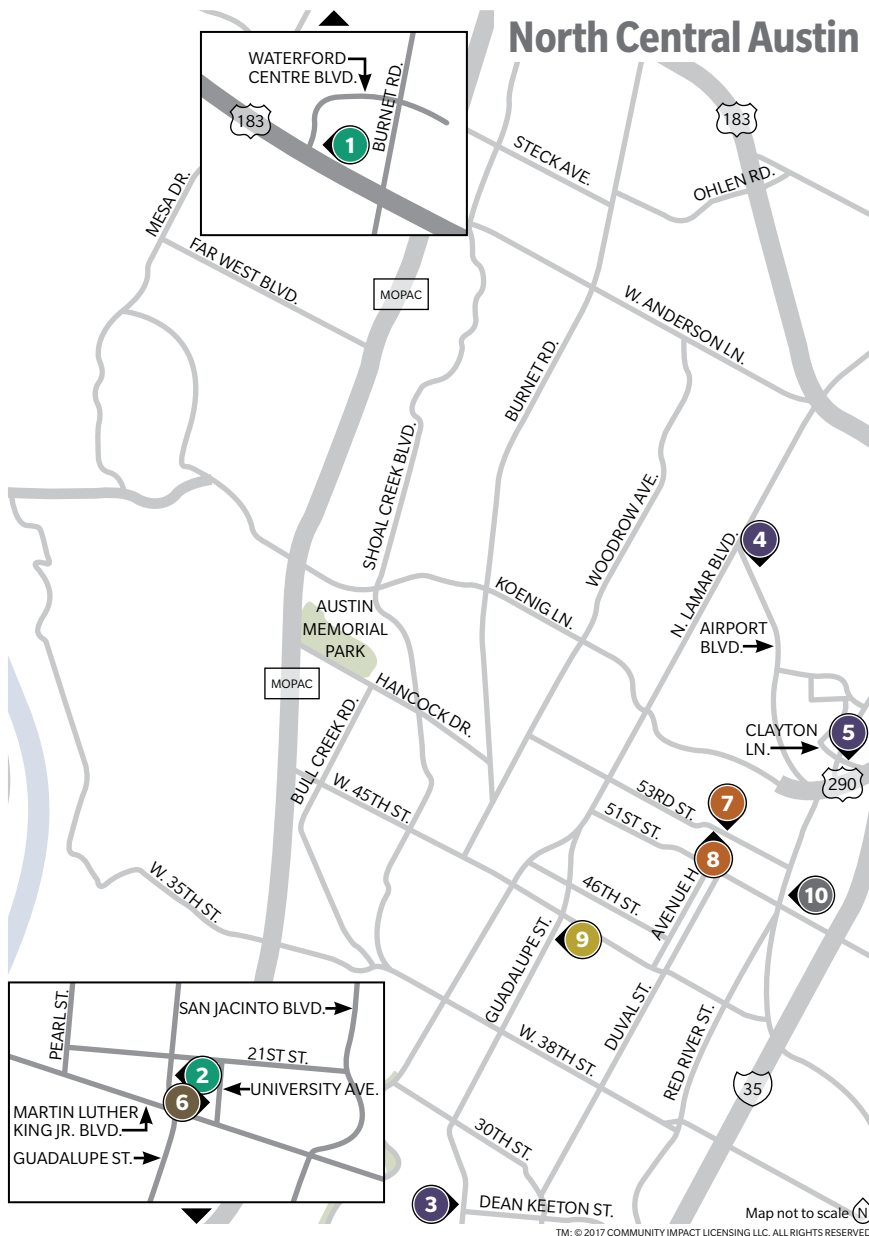 North Central Austin
WATERFORD
CENTRE BLVD.
BURNET RD.
183
1
183
STECK AVE.
OHLEN RD.
MESA DR.
FAR WEST BLVD.
MOPAC
W. ANDERSON LN.
BURNET RD.
SHOAL CREEK BLVD.
WOODROW AVE.
N. LAMAR BLVD.
4
KOENIG LN.
AUSTIN
MEMORIAL
PARK
AIRPORT
BLVD.
MOPAC
HANCOCK DR.
BULL CREEK RD.
CLAYTON
LN.
5
290
W. 45TH ST.
53RD ST.
7
51ST ST.
8
W. 35TH ST.
46TH ST.
AVENUE H
10
9
GUADALUPE ST.
DUVAL ST.
W. 38TH ST.
RED RIVER ST.
35
PEARL ST.
SAN JACINTO BLVD.
21ST ST.
2
UNIVERSITY AVE.
6
MARTIN LUTHER
KING JR. BLVD.
GUADALUPE ST.
30TH ST.
3
DEAN KEETON ST.
Map not to scale
N
TM; © 2017 COMMUNITY IMPACT LICENSING LLC. ALL RIGHTS RESERVED